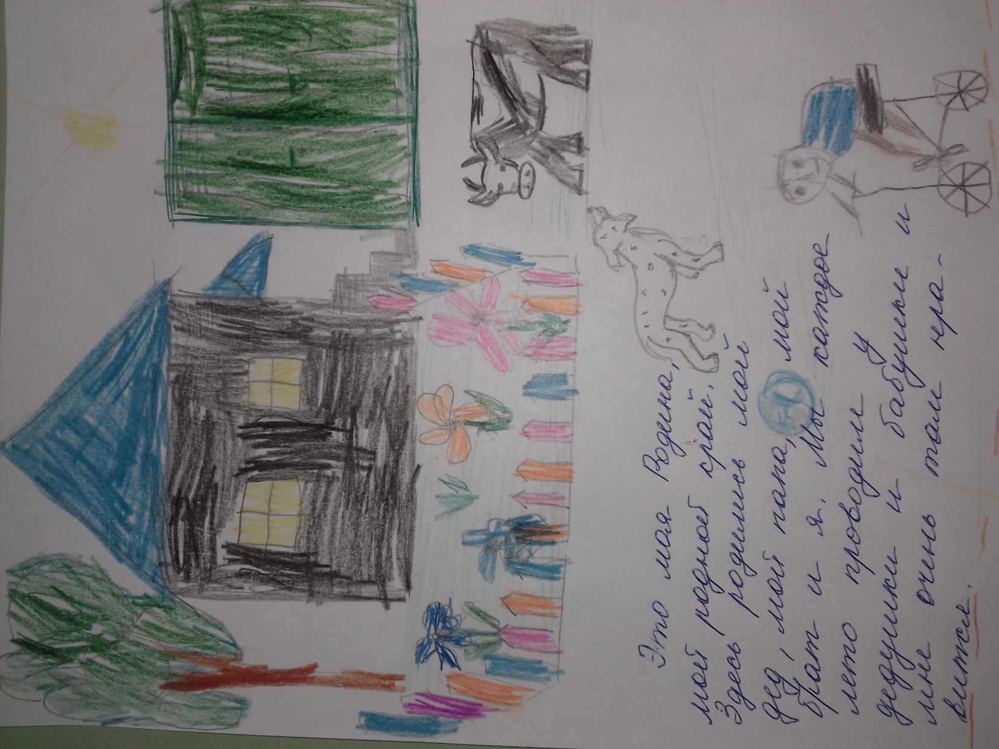 Это моя Родина,
мой родной край.
Здесь родились мой
дед, мой папа, мой
брат и я. Мы каждое
лето проводим у
дедушки и бабушки и
мне очень там нра-
вится.